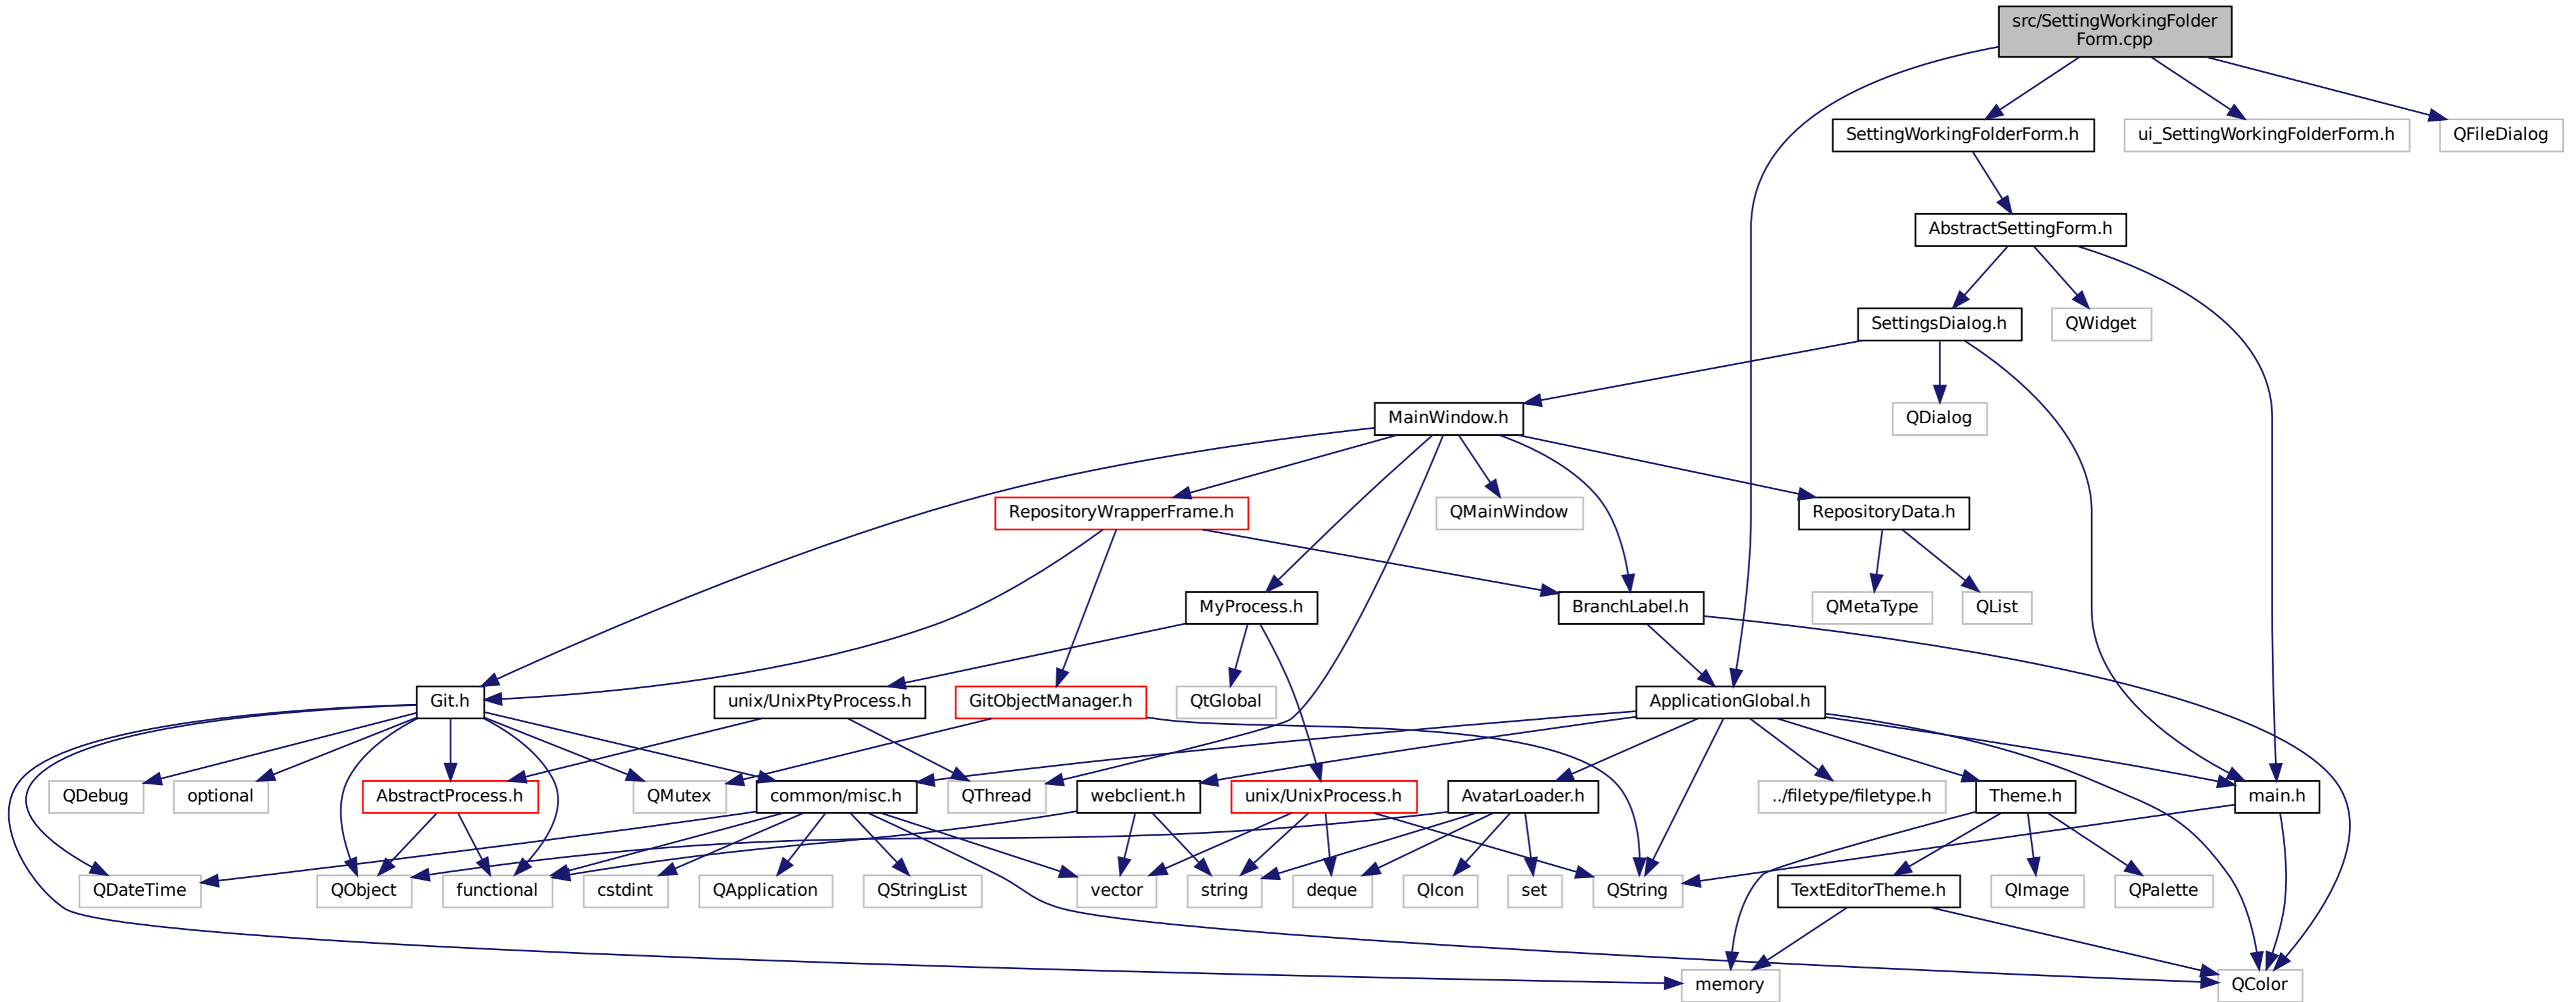 src/SettingWorkingFolder
Form.cpp
SettingWorkingFolderForm.h
ui_SettingWorkingFolderForm.h
QFileDialog
AbstractSettingForm.h
SettingsDialog.h
QWidget
MainWindow.h
QDialog
RepositoryWrapperFrame.h
QMainWindow
RepositoryData.h
MyProcess.h
BranchLabel.h
QMetaType
QList
Git.h
unix/UnixPtyProcess.h
GitObjectManager.h
QtGlobal
ApplicationGlobal.h
QDebug
optional
AbstractProcess.h
QMutex
common/misc.h
QThread
webclient.h
unix/UnixProcess.h
AvatarLoader.h
../filetype/filetype.h
Theme.h
main.h
QDateTime
QObject
functional
cstdint
QApplication
QStringList
vector
string
deque
QIcon
set
QString
TextEditorTheme.h
QImage
QPalette
memory
QColor